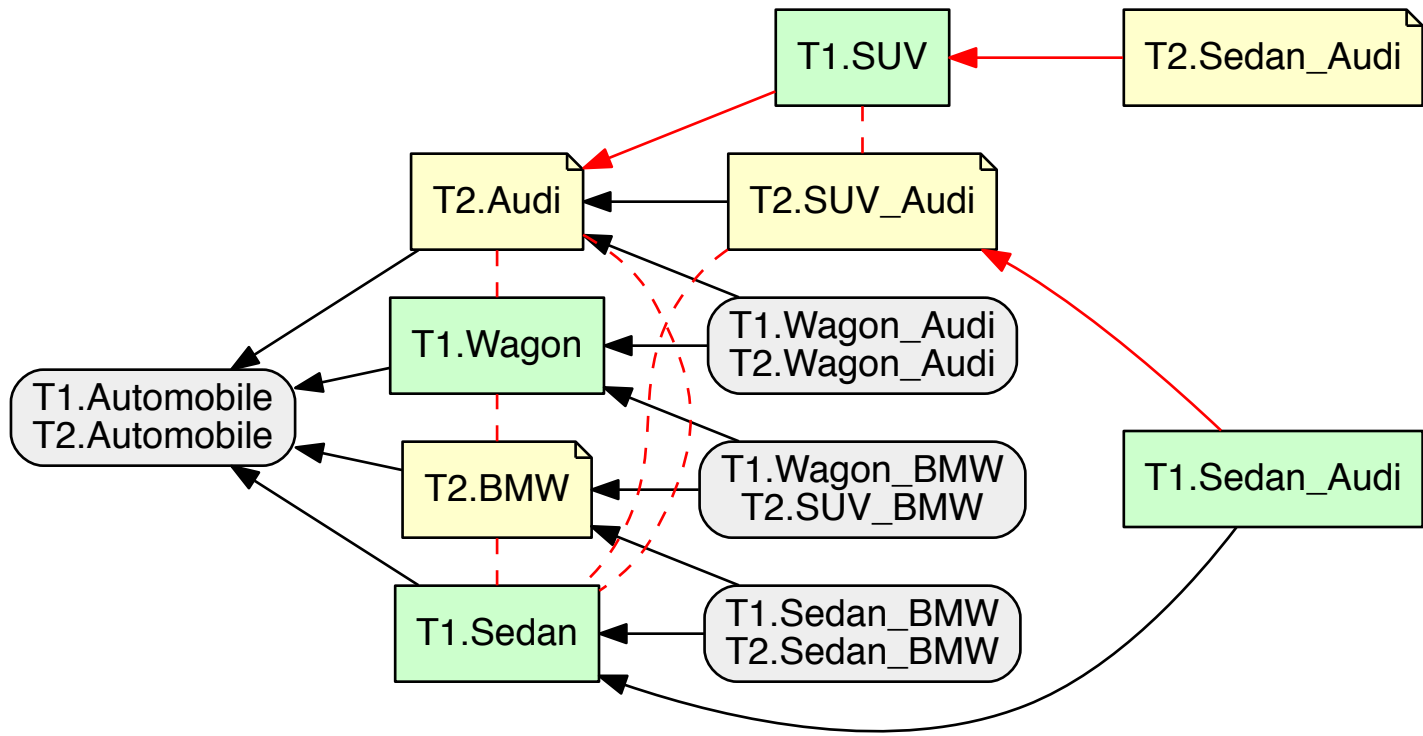 T1.SUV
T2.Sedan_Audi
T2.Audi
T2.SUV_Audi
T1.Wagon
T1.Wagon_Audi
T2.Wagon_Audi
T1.Automobile
T2.Automobile
T2.BMW
T1.Wagon_BMW
T2.SUV_BMW
T1.Sedan_Audi
T1.Sedan
T1.Sedan_BMW
T2.Sedan_BMW